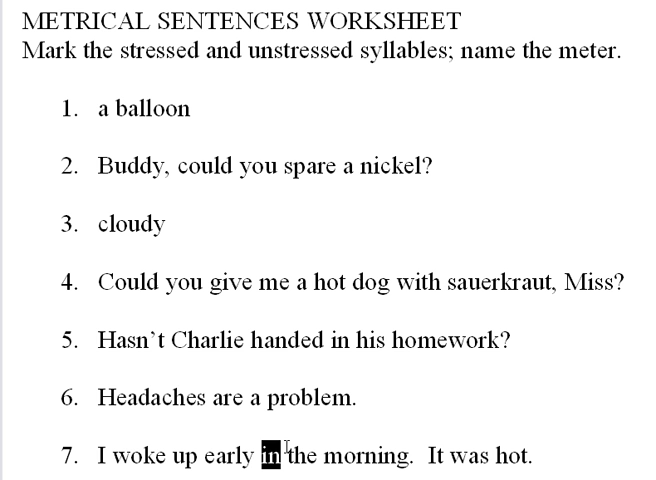 METRICAL SENTENCES WORKSHEET
Mark the stressed and unstressed syllables; name the meter.
1. a balloon
2. Buddy, could you spare a nickel?
3. cloudy
4. Could you give me a hot dog with sauerkraut, Miss?
5. Hasn't Charlie handed in his homework?
6. Headaches are a problem.
7. I woke up early in the morning. It was hot.